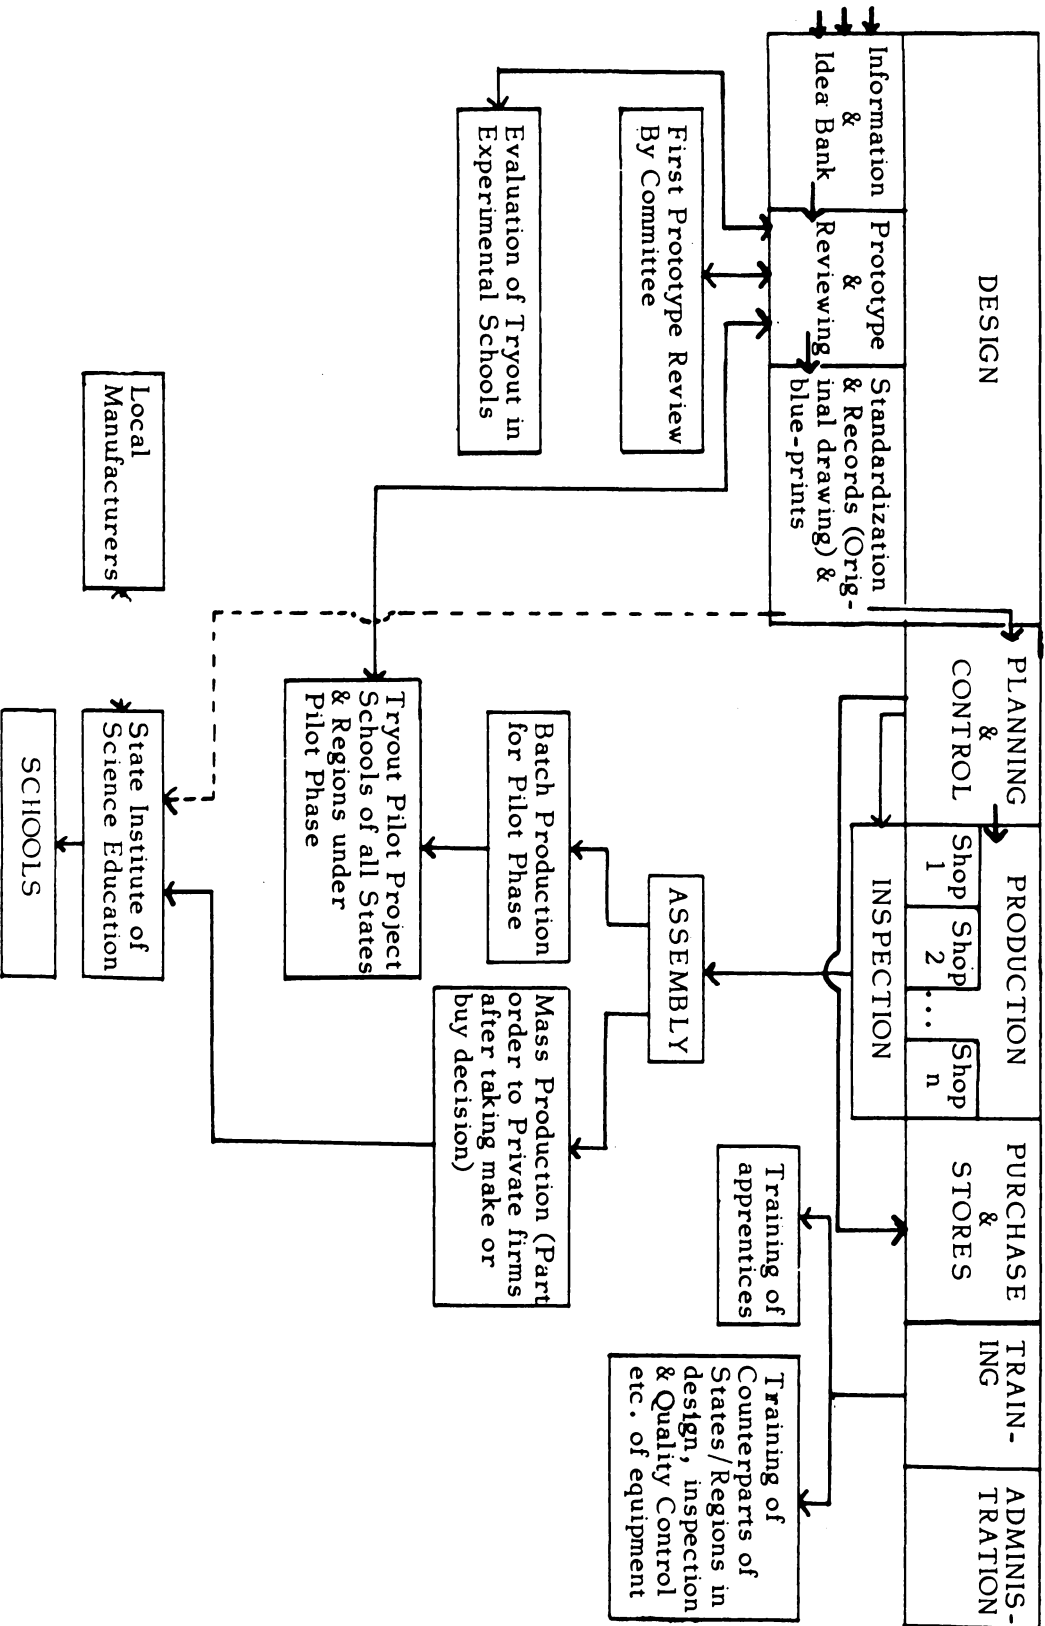 DESIGN
Information
&
Idea Bank
Prototype
&
Reviewing
Standardization
& Records (Orig-
inal drawing) &
blue-prints
PLANNING
&
CONTROL
PRODUCTION
Shop
1
Shop
2
...
Shop
n
INSPECTION
PURCHASE
&
STORES
TRAIN-
ING
ADMINIS-
TRATION
First Prototype Review
By Committee
Evaluation of Tryout in
Experimental Schools
ASSEMBLY
Training of
apprentices
Training of
Counterparts of
States/Regions in
design, inspection
& Quality Control
etc. of equipment
Batch Production
for Pilot Phase
Mass Production (Part
order to Private firms
after taking make or
buy decision)
Tryout Pilot Project
Schools of all States
& Regions under
Pilot Phase
Local
Manufacturers
State Institute of
Science Education
SCHOOLS